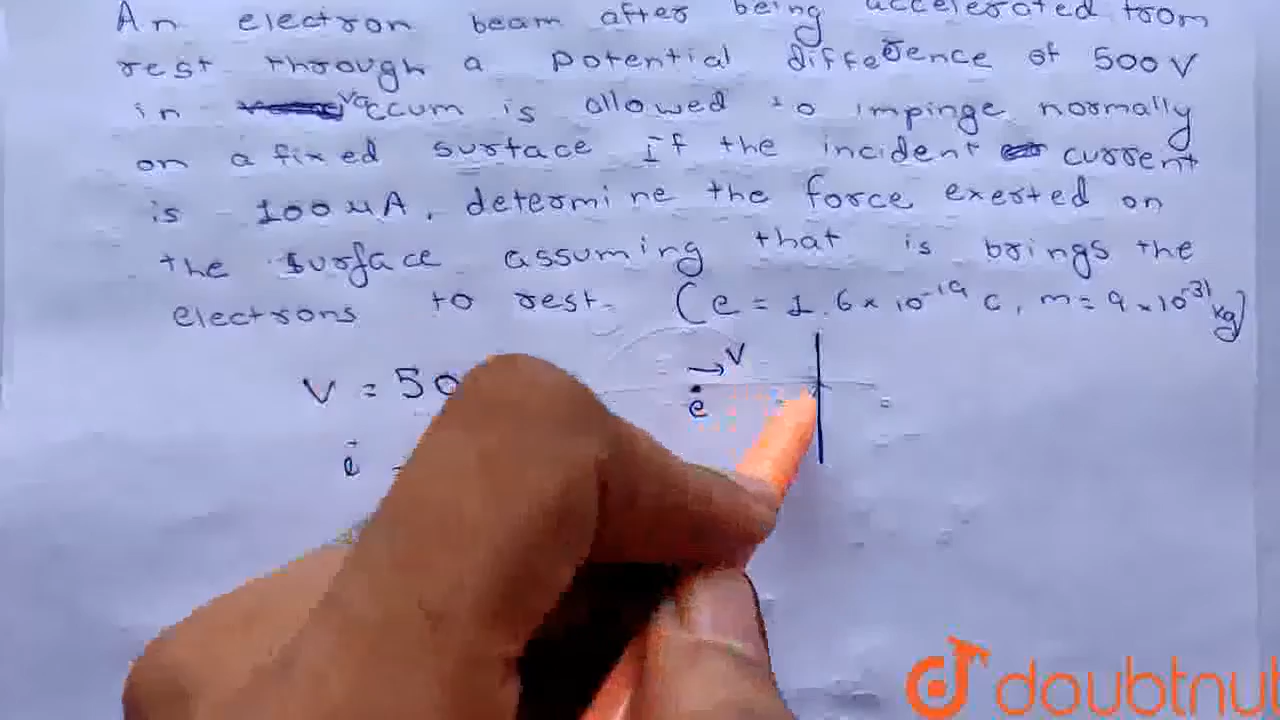 An electron beam after being accelerated from
rest through a potential difference of 500 V
in vaccum is allowed to impinge normally
on a fixed surface If the incident current
is 100 μA, determine the force exerted on
the surface assuming that is brings the
electrons to rest. (e = 1.6 × 10⁻¹⁹ C, m = 9 × 10⁻³¹ kg)
V = 50
→ V
e
i -
doubtnut